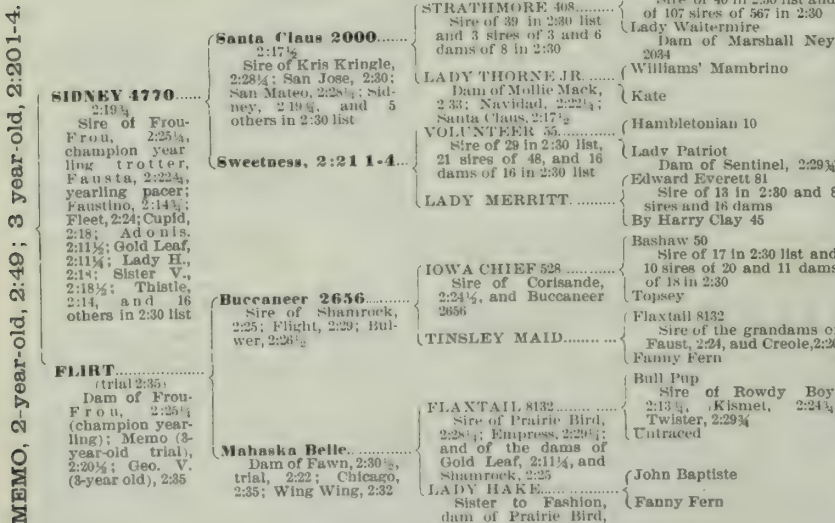 MEMO, 2-year-old, 2:49; 3 year-old, 2:201-4.
SIDNEY 4770......
2:19¾
Sire of Frou-
Frou, 2:25¼,
champion year
ling trotter,
Fausta, 2:22¾,
yearling pacer;
Faustino, 2:14¾;
Fleet, 2:24; Cupid,
2:18; Adonis.
2:11½; Gold Leaf,
2:11¼; Lady H.,
2:18; Sister V.,
2:18½; Thistle,
2:14, and 16
others in 2:30 list
FLIRT
(trial 2:35)
Dam of Frou-
Frou, 2:25¼
(champion year-
ling); Memo (3-
year-old trial),
2:20½; Geo. V.
(3-year old), 2:35
Santa Claus 2000......
2:17½
Sire of Kris Kringle,
2:28¼; San Jose, 2:30;
San Mateo, 2:28¼; Sid-
ney, 2 19¾, and 5
others in 2:30 list
Sweetness, 2:21 1-4...
Buccaneer 2656......
Sire of Shamrock,
2:25; Flight, 2:29; Bul-
wer, 2:26½
Mahaska Belle.......
Dam of Fawn, 2:30½,
trial, 2:22; Chicago,
2:35; Wing Wing, 2:32
STRATHMORE 408......
Sire of 39 in 2:30 list
and 3 sires of 3 and 6
dams of 8 in 2:30
LADY THORNE JR. ......
Dam of Mollie Mack,
2 33; Navidad, 2:22¼;
Santa Claus, 2:17½
VOLUNTEER 55............
Sire of 29 in 2:30 list,
21 sires of 48, and 16
dams of 16 in 2:30 list
LADY MERRITT. .........
IOWA CHIEF 528 ..........
Sire of Corisande,
2:24½, and Buccaneer
2656
TINSLEY MAID.........
FLAXTAIL 8132............
Sire of Prairie Bird,
2:28¼; Empress, 2:29¼;
and of the dams of
Gold Leaf, 2:11¼, and
Shamrock, 2:25
LADY HAKE...............
Sister to Fashion,
dam of Prairie Bird,
of 107 sires of 567 in 2:30
Lady Waltermire
Dam of Marshall Ney
2034
Williams' Mambrino
Kate
Hambletonian 10
Lady Patriot
Dam of Sentinel, 2:29¾
Edward Everett 81
Sire of 13 in 2:30 and 8
sires and 16 dams
By Harry Clay 45
Bashaw 50
Sire of 17 in 2:30 list and
10 sires of 20 and 11 dams
of 18 in 2:30
Topsey
Flaxtail 8132
Sire of the grandams of
Faust, 2:24, and Creole, 2:20
Fanny Fern
Bull Pup
Sire of Rowdy Boy
2:13¾, Kismet, 2:24¼
Twister, 2:29¾
Untraced
John Baptiste
Fanny Fern